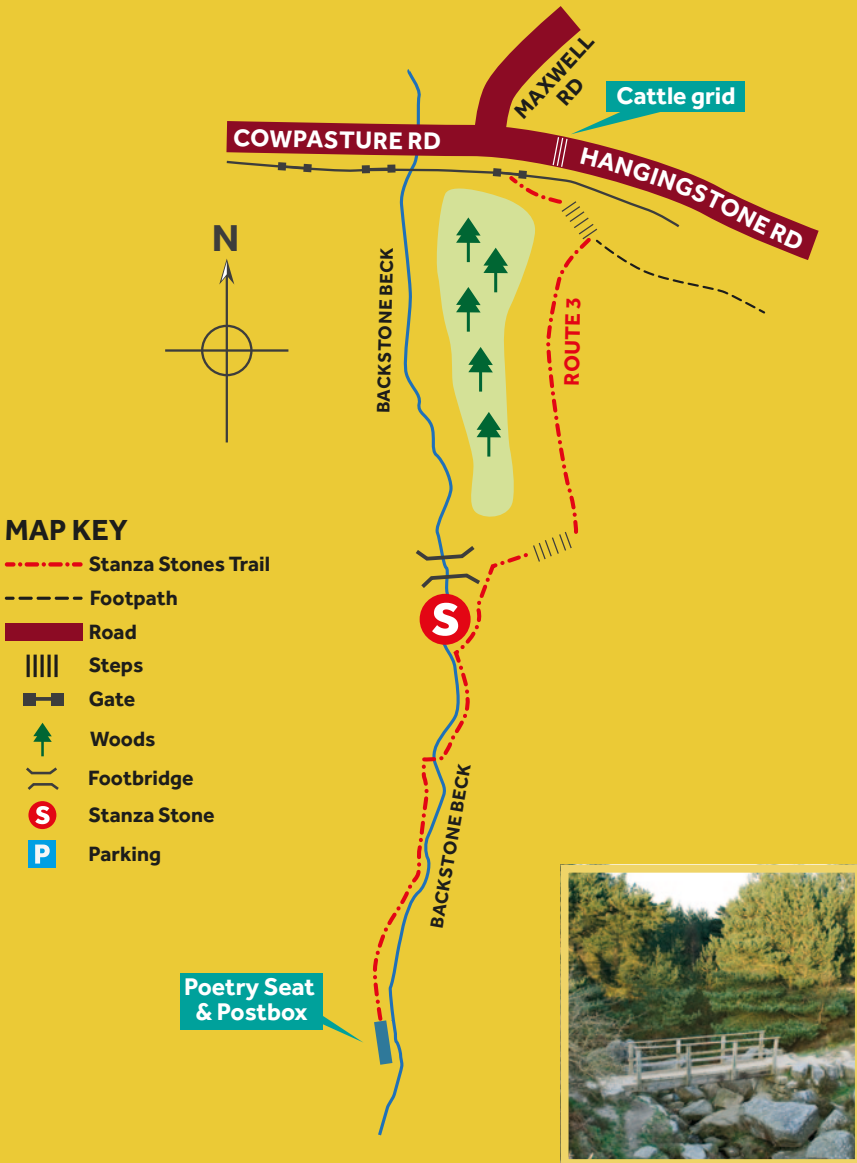 MAXWELL
RD
Cattle grid
COWPASTURE RD
HANGINGSTONE RD
N
BACKSTONE BECK
ROUTE 3
MAP KEY
Stanza Stones Trail
Footpath
Road
Steps
Gate
Woods
Footbridge
S
Stanza Stone
P
Parking
S
BACKSTONE BECK
Poetry Seat
& Postbox